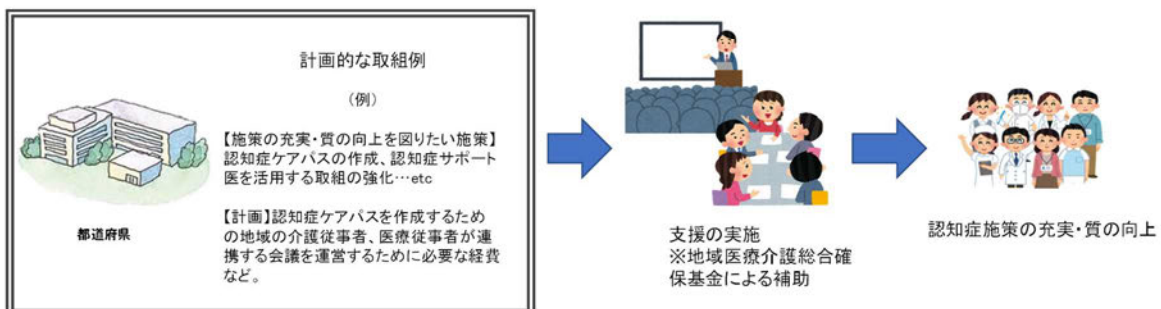 計画的な取組例
（例）
【施策の充実・質の向上を図りたい施策】
認知症ケアパスの作成、認知症サポート
医を活用する取組の強化…etc
【計画】認知症ケアパスを作成するため
の地域の介護従事者、医療従事者が連
携する会議を運営するために必要な経費
など。
都道府県
支援の実施
※地域医療介護総合確
保基金による補助
認知症施策の充実・質の向上